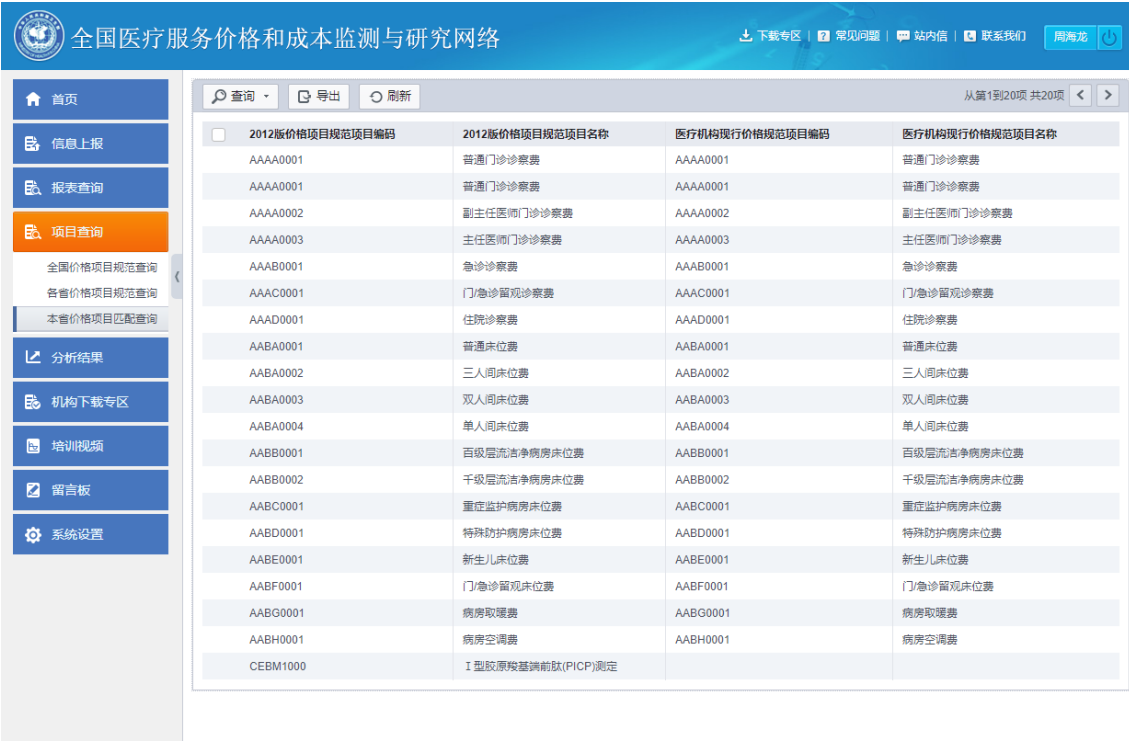 全国医疗服务价格和成本监测与研究网络
下载专区 | 常见问题 | 站内信 | 联系我们 周海龙
首页
信息上报
报表查询
项目查询
全国价格项目规范查询
各省价格项目规范查询
本省价格项目匹配查询
分析结果
机构下载专区
培训视频
留言板
系统设置
查询 导出 刷新 从第1到20项 共20项
2012版价格项目规范项目编码 2012版价格项目规范项目名称 医疗机构现行价格规范项目编码 医疗机构现行价格规范项目名称
AAAA0001 普通门诊诊察费 AAAA0001 普通门诊诊察费
AAAA0001 普通门诊诊察费 AAAA0001 普通门诊诊察费
AAAA0002 副主任医师门诊诊察费 AAAA0002 副主任医师门诊诊察费
AAAA0003 主任医师门诊诊察费 AAAA0003 主任医师门诊诊察费
AAAB0001 急诊诊察费 AAAB0001 急诊诊察费
AAAC0001 门/急诊留观诊察费 AAAC0001 门/急诊留观诊察费
AAAD0001 住院诊察费 AAAD0001 住院诊察费
AABA0001 普通床位费 AABA0001 普通床位费
AABA0002 三人间床位费 AABA0002 三人间床位费
AABA0003 双人间床位费 AABA0003 双人间床位费
AABA0004 单人间床位费 AABA0004 单人间床位费
AABB0001 百级层流洁净病房床位费 AABB0001 百级层流洁净病房床位费
AABB0002 千级层流洁净病房床位费 AABB0002 千级层流洁净病房床位费
AABC0001 重症监护病房床位费 AABC0001 重症监护病房床位费
AABD0001 特殊防护病房床位费 AABD0001 特殊防护病房床位费
AABE0001 新生儿床位费 AABE0001 新生儿床位费
AABF0001 门/急诊留观床位费 AABF0001 门/急诊留观床位费
AABG0001 病房取暖费 AABG0001 病房取暖费
AABH0001 病房空调费 AABH0001 病房空调费
CEBM1000 Ⅰ型胶原羧基端前肽(PICP)测定